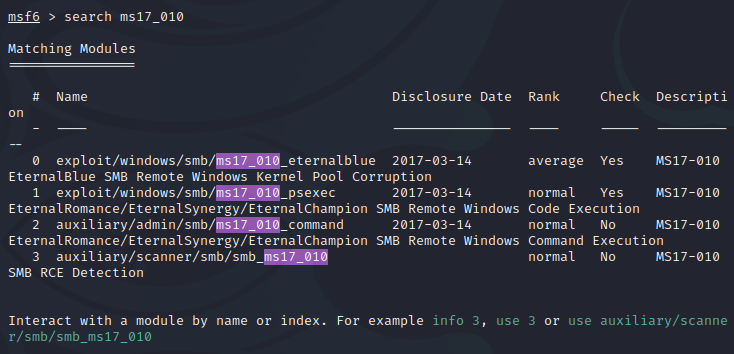 msf6 > search ms17_010
Matching Modules
================
# Name Disclosure Date Rank Check Descripti
on
- ---- --------------- ---- ----- ---------
--
0 exploit/windows/smb/ms17_010_eternalblue 2017-03-14 average Yes MS17-010
EternalBlue SMB Remote Windows Kernel Pool Corruption
1 exploit/windows/smb/ms17_010_psexec 2017-03-14 normal Yes MS17-010
EternalRomance/EternalSynergy/EternalChampion SMB Remote Windows Code Execution
2 auxiliary/admin/smb/ms17_010_command 2017-03-14 normal No MS17-010
EternalRomance/EternalSynergy/EternalChampion SMB Remote Windows Command Execution
3 auxiliary/scanner/smb/smb_ms17_010 normal No MS17-010
SMB RCE Detection
Interact with a module by name or index. For example info 3, use 3 or use auxiliary/scanne
r/smb/smb_ms17_010